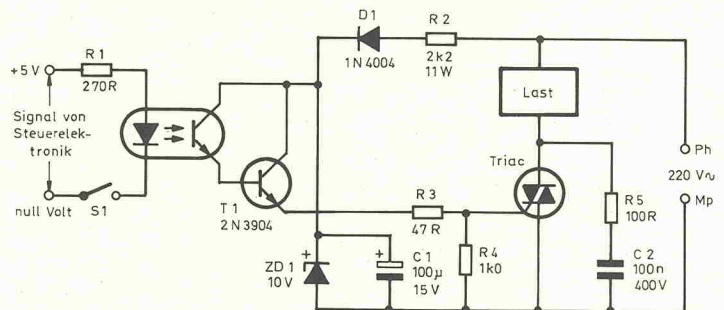 D1
1N4004
R2
2k2
11W
R1
270R
+5V
Signal von
Steuerelek-
tronik
null Volt
S1
T1
2N3904
Last
Triac
Ph
220 V~
Mp
R3
47R
R4
1k0
R5
100R
C2
100n
400V
+
ZD1
10V
+
C1
100µ
15V